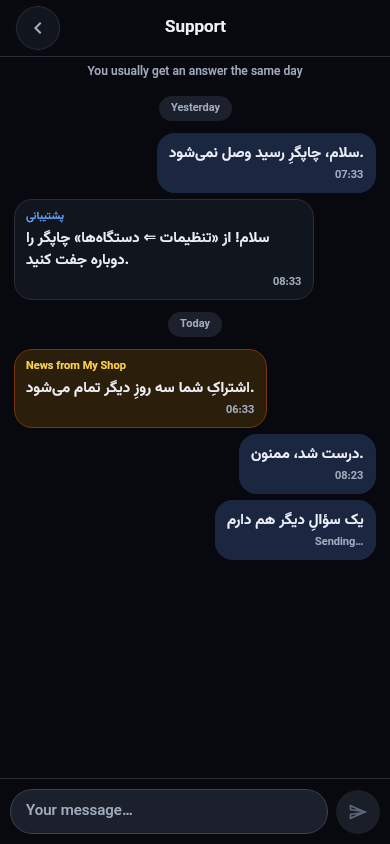 Support
You usually get an answer the same day
Yesterday
سلام، چاپگرِ رسید وصل نمی‌شود.
07:33
پشتیبانی
سلام! از «تنظیمات ⇐ دستگاه‌ها» چاپگر را
دوباره جفت کنید.
08:33
Today
News from My Shop
اشتراکِ شما سه روزِ دیگر تمام می‌شود.
06:33
درست شد، ممنون.
08:23
یک سؤالِ دیگر هم دارم
Sending…
Your message…